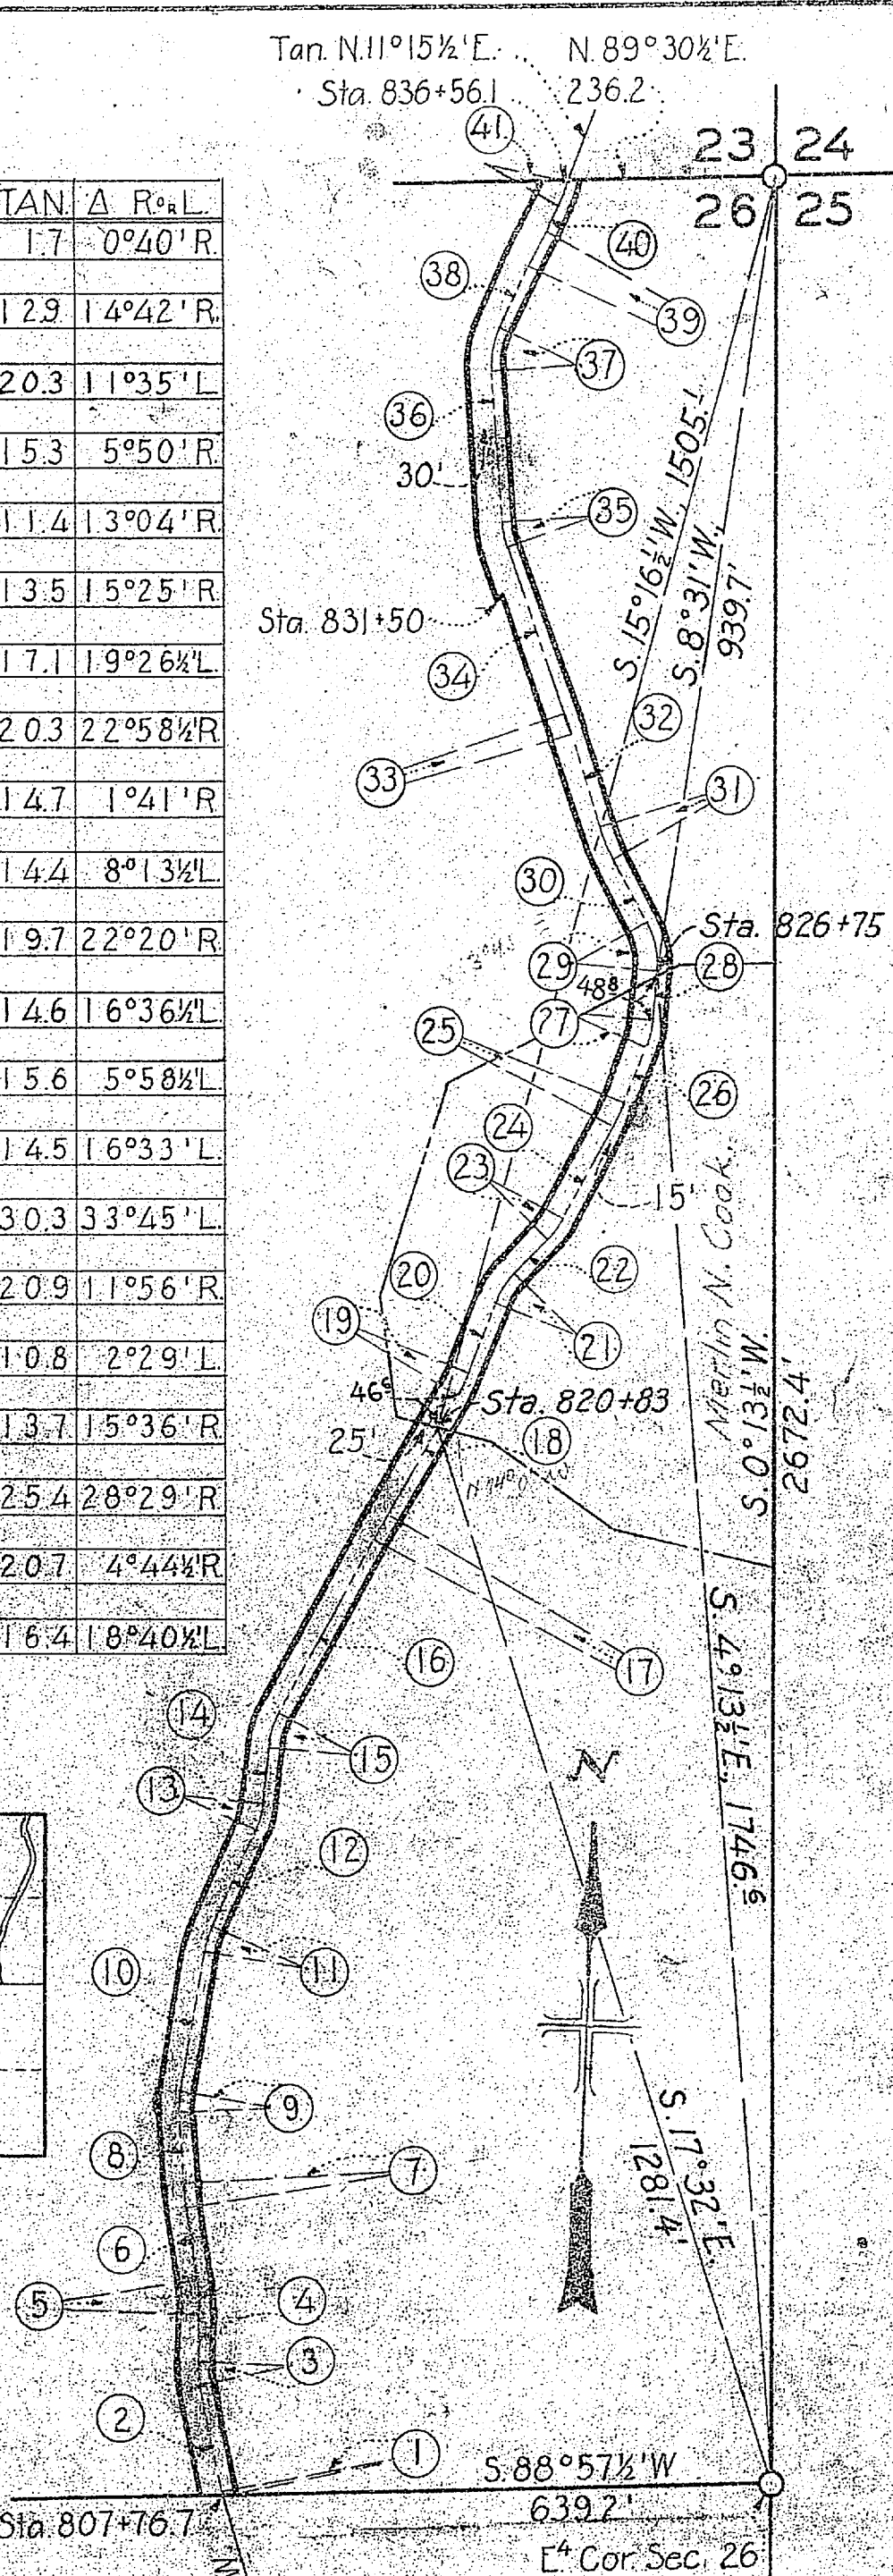 Tan. N.11°15½'E.
N.89°30½'E.
Sta. 836+56.1
236.2
41
23
24
26
25
TAN. Δ R.oR L.
1.7 0°40'R.
12.9 14°42'R.
20.3 11°35'L.
15.3 5°50'R.
11.4 13°04'R.
13.5 15°25'R.
17.1 19°26½'L.
20.3 22°58½'R.
14.7 1°41'R.
14.4 8°13½'L.
19.7 22°20'R.
14.6 16°36½'L.
15.6 5°58½'L.
14.5 16°33'L.
30.3 33°45'L.
20.9 11°56'R.
10.8 2°29'L.
13.7 15°36'R.
25.4 28°29'R.
20.7 4°44½'R.
16.4 18°40½'L.
40
38
39
37
36
30'
35
S. 15°16½'W., 1505.1
S. 8°31'W.,
939.7'
Sta. 831+50
34
32
33
31
30
Sta. 826+75
29
28
48⁸
27
25
26
24
23
15'
22
20
21
19
Merlin N. Cook.
S. 0°13½'W.
2672.4'
46⁶
Sta. 820+83
25'
18
17
16
S. 4°13½'E., 1746.⁶
14
15
13
N
12
11
10
9
8
7
S. 17°32'E.
1281.4'
6
5
4
3
2
1
S.88°57½'W
639.2'
Sta. 807+76.7
E⁴ Cor. Sec. 26